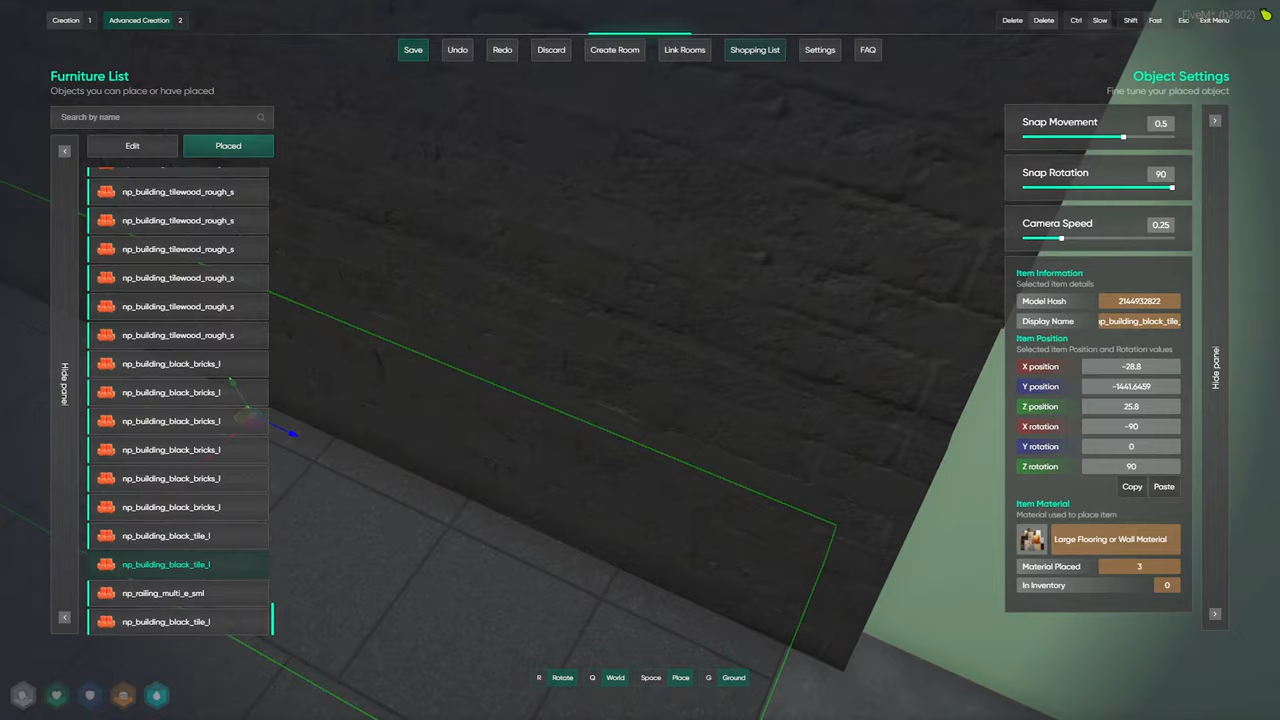 Creation 1 Advanced Creation 2
Delete Delete Ctrl Slow Shift Fast Esc Exit Menu
FiveM* (b2802)
Save Undo Redo Discard Create Room Link Rooms Shopping List Settings FAQ
Furniture List
Objects you can place or have placed
Search by name
Edit Placed
np_building_tilewood_rough_s
np_building_tilewood_rough_s
np_building_tilewood_rough_s
np_building_tilewood_rough_s
np_building_tilewood_rough_s
np_building_tilewood_rough_s
np_building_black_bricks_l
np_building_black_bricks_l
np_building_black_bricks_l
np_building_black_bricks_l
np_building_black_bricks_l
np_building_black_bricks_l
np_building_black_tile_l
np_building_black_tile_l
np_railing_multi_e_sml
np_building_black_tile_l
Hide panel
Object Settings
Fine tune your placed object
Snap Movement 0.5
Snap Rotation 90
Camera Speed 0.25
Item Information
Selected item details
Model Hash 2144932822
Display Name np_building_black_tile_
Item Position
Selected item Position and Rotation values
X position -28.8
Y position -1441.6459
Z position 25.8
X rotation -90
Y rotation 0
Z rotation 90
Copy Paste
Item Material
Material used to place item
Large Flooring or Wall Material
Material Placed 3
In Inventory 0
Hide panel
R Rotate Q World Space Place G Ground